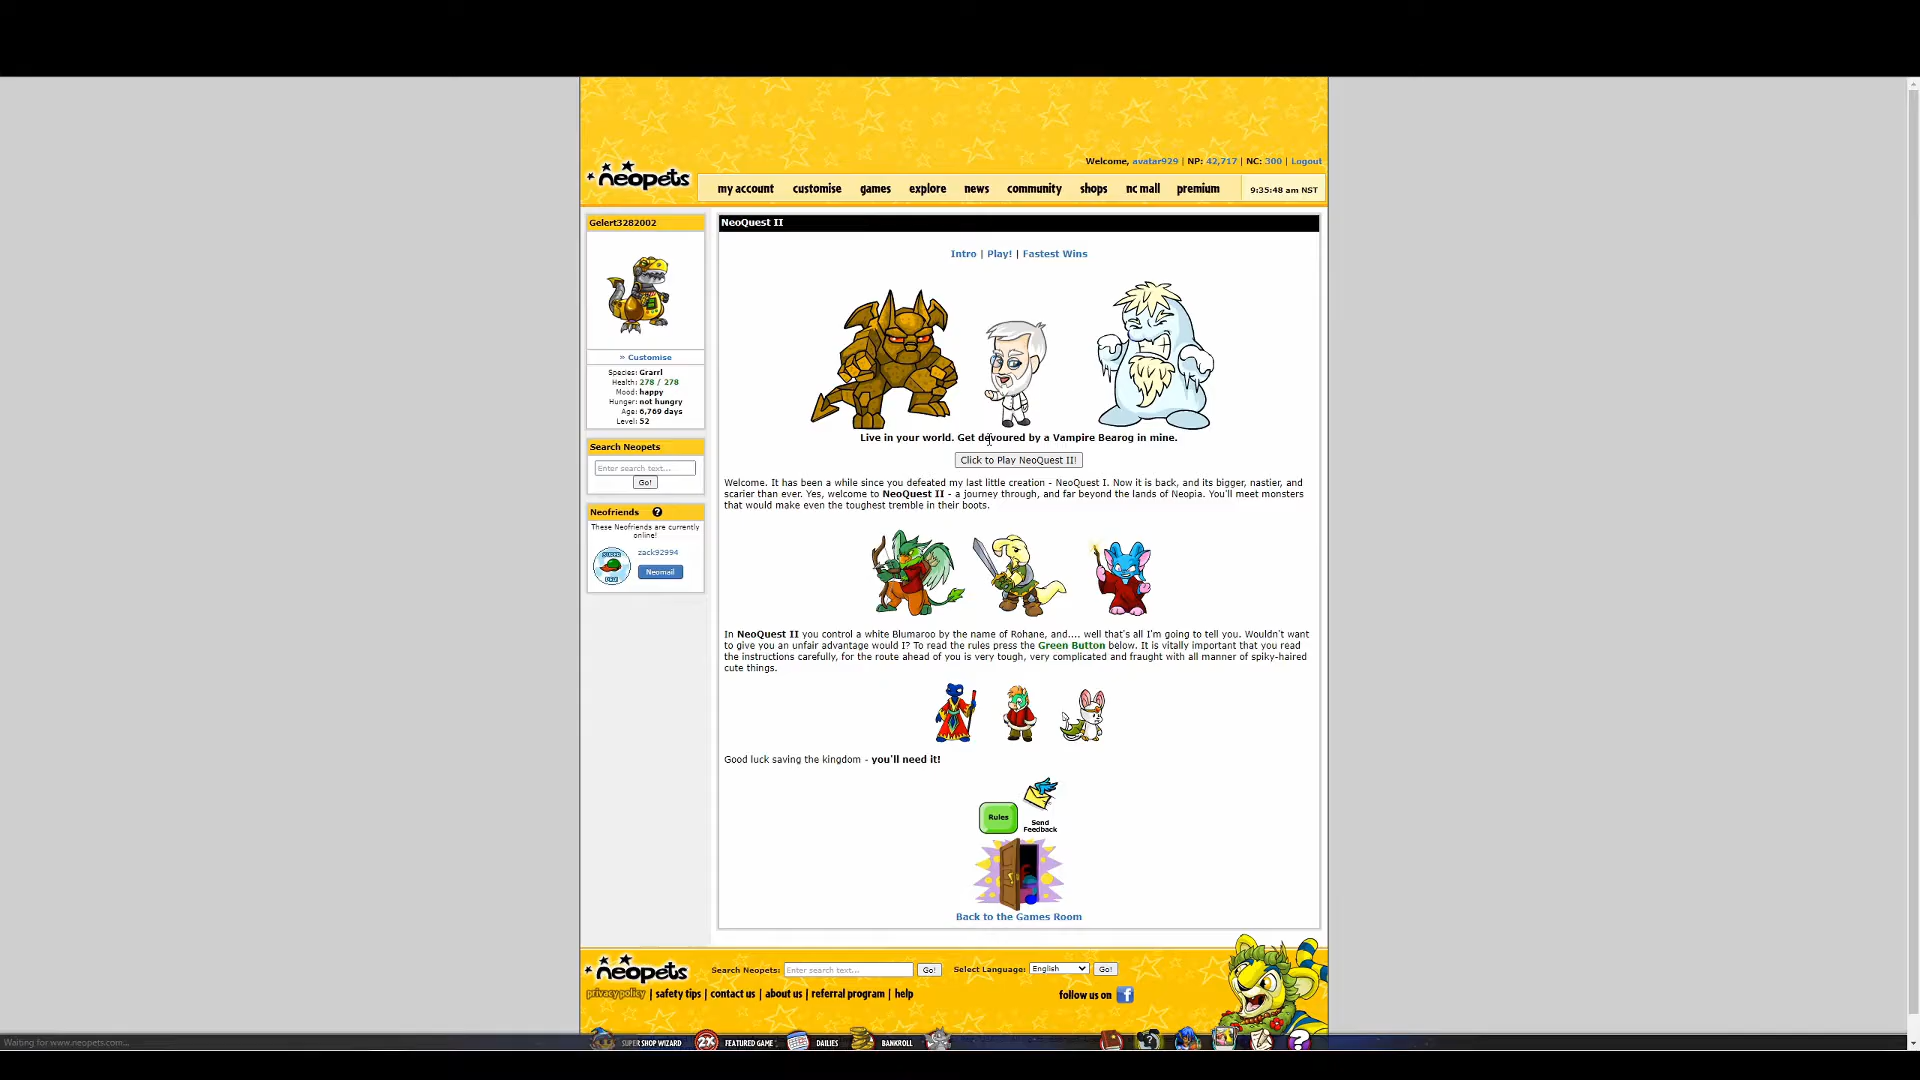 Welcome, avatar929 | NP: 42,717 | NC: 300 | Logout
neopets
my account customise games explore news community shops nc mall premium 9:35:48 am NST
Gelert3282002
» Customise
Species: Grarrl
Health: 278 / 278
Mood: happy
Hunger: not hungry
Age: 6,769 days
Level: 52
Search Neopets
Enter search text...
Go!
Neofriends ?
These Neofriends are currently
online!
zack92994
Neomail
NeoQuest II
Intro | Play! | Fastest Wins
Live in your world. Get devoured by a Vampire Bearog in mine.
Click to Play NeoQuest II!
Welcome. It has been a while since you defeated my last little creation - NeoQuest I. Now it is back, and its bigger, nastier, and
scarier than ever. Yes, welcome to NeoQuest II - a journey through, and far beyond the lands of Neopia. You'll meet monsters
that would make even the toughest tremble in their boots.
In NeoQuest II you control a white Blumaroo by the name of Rohane, and.... well that's all I'm going to tell you. Wouldn't want
to give you an unfair advantage would I? To read the rules press the Green Button below. It is vitally important that you read
the instructions carefully, for the route ahead of you is very tough, very complicated and fraught with all manner of spiky-haired
cute things.
Good luck saving the kingdom - you'll need it!
Rules
Send
Feedback
Back to the Games Room
neopets
Search Neopets: Enter search text... Go! Select Language: English Go!
privacy policy | safety tips | contact us | about us | referral program | help
follow us on f
Waiting for www.neopets.com...
SUPER SHOP WIZARD 2X FEATURED GAME DAILIES BANKROLL ?